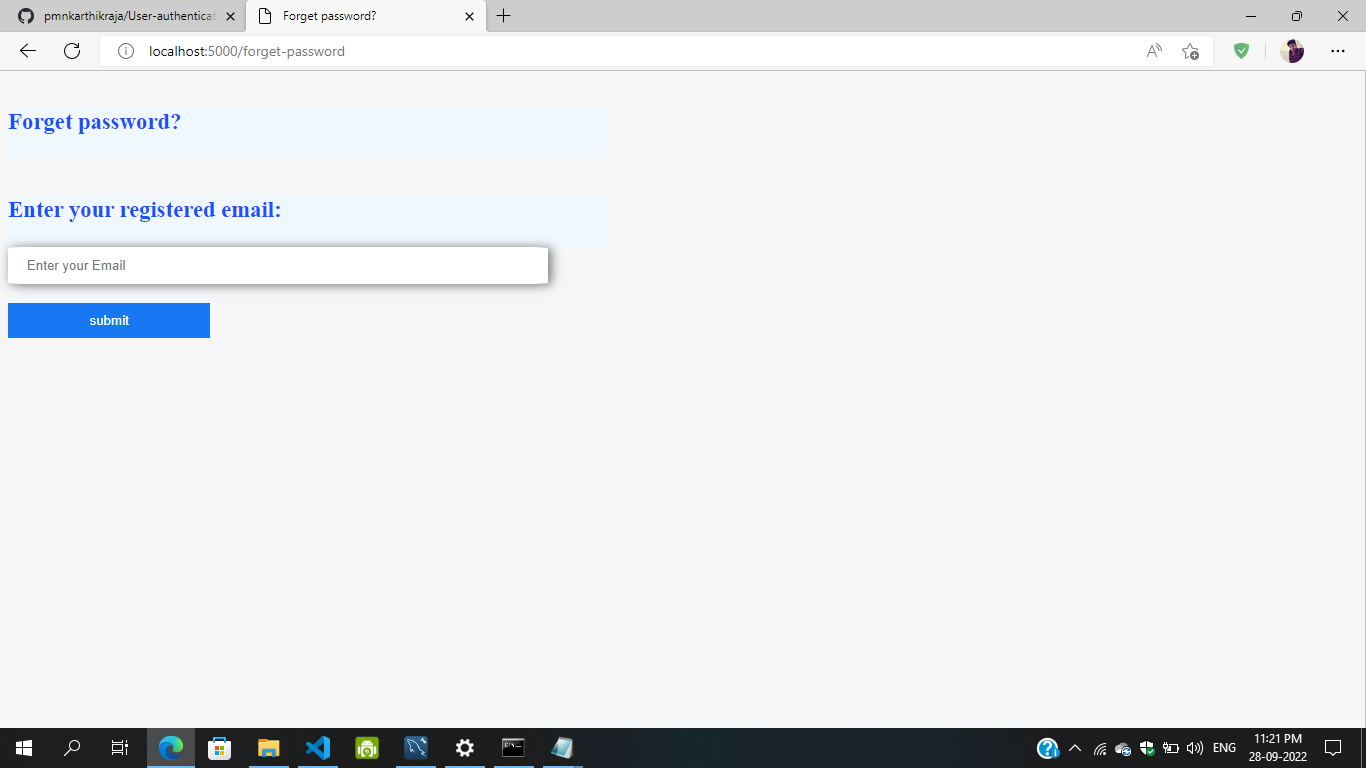 pmnkarthikraja/User-authenticat
Forget password?
localhost:5000/forget-password
Forget password?
Enter your registered email:
Enter your Email
submit
ENG
11:21 PM
28-09-2022